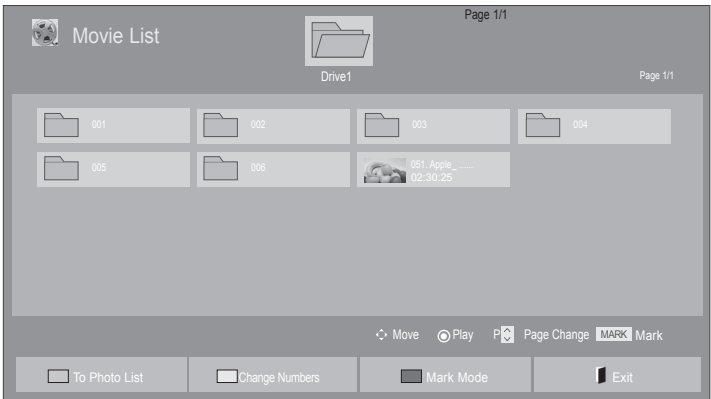 Page 1/1
Movie List
Drive1
Page 1/1
001
002
003
004
005
006
051. Apple_ ......
02:30:25
Move
Play
P
Page Change
MARK
Mark
To Photo List
Change Numbers
Mark Mode
Exit